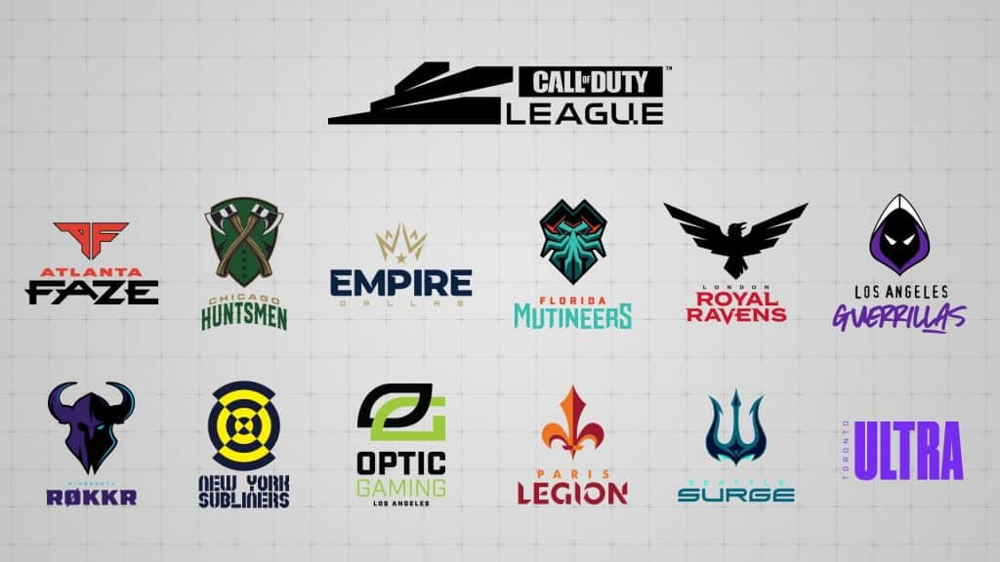 CALL OF DUTY™
LEAGUE
ATLANTA
FAZE
CHICAGO
HUNTSMEN
EMPIRE
DALLAS
FLORIDA
MUTINEERS
LONDON
ROYAL
RAVENS
LOS ANGELES
GUERRILLAS
MINNESOTA
RØKKR
NEW YORK
SUBLINERS
OPTIC
GAMING
LOS ANGELES
PARIS
LEGION
SEATTLE
SURGE
TORONTO
ULTRA